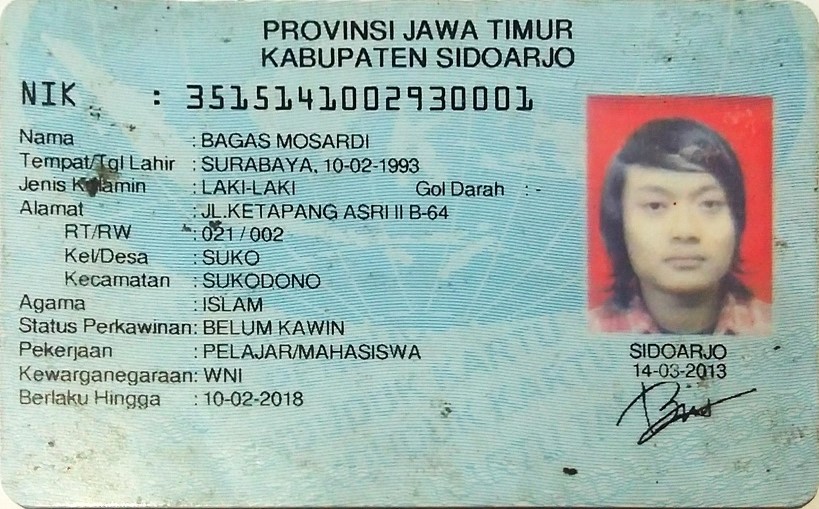 PROVINSI JAWA TIMUR
KABUPATEN SIDOARJO
NIK : 3515141002930001
Nama : BAGAS MOSARDI
Tempat/Tgl Lahir : SURABAYA, 10-02-1993
Jenis Kelamin : LAKI-LAKI Gol Darah : -
Alamat : JL.KETAPANG ASRI II B-64
RT/RW : 021 / 002
Kel/Desa : SUKO
Kecamatan : SUKODONO
Agama : ISLAM
Status Perkawinan: BELUM KAWIN
Pekerjaan : PELAJAR/MAHASISWA
Kewarganegaraan: WNI
Berlaku Hingga : 10-02-2018
SIDOARJO
14-03-2013